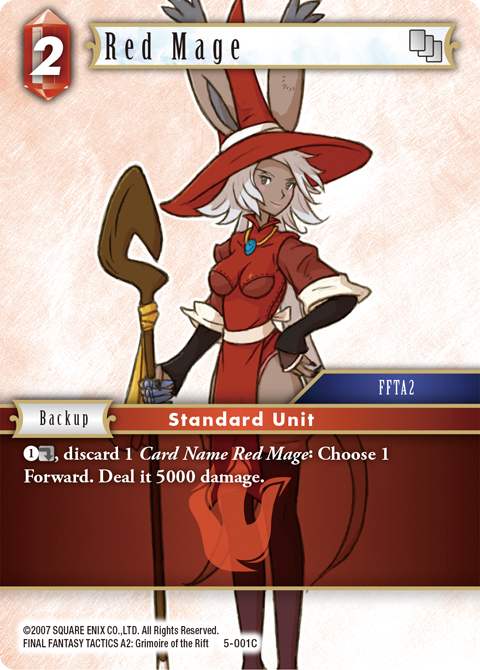 2
Red Mage
FFTA2
Backup
Standard Unit
1, discard 1 Card Name Red Mage: Choose 1
Forward. Deal it 5000 damage.
©2007 SQUARE ENIX CO.,LTD. All Rights Reserved.
FINAL FANTASY TACTICS A2: Grimoire of the Rift 5-001C